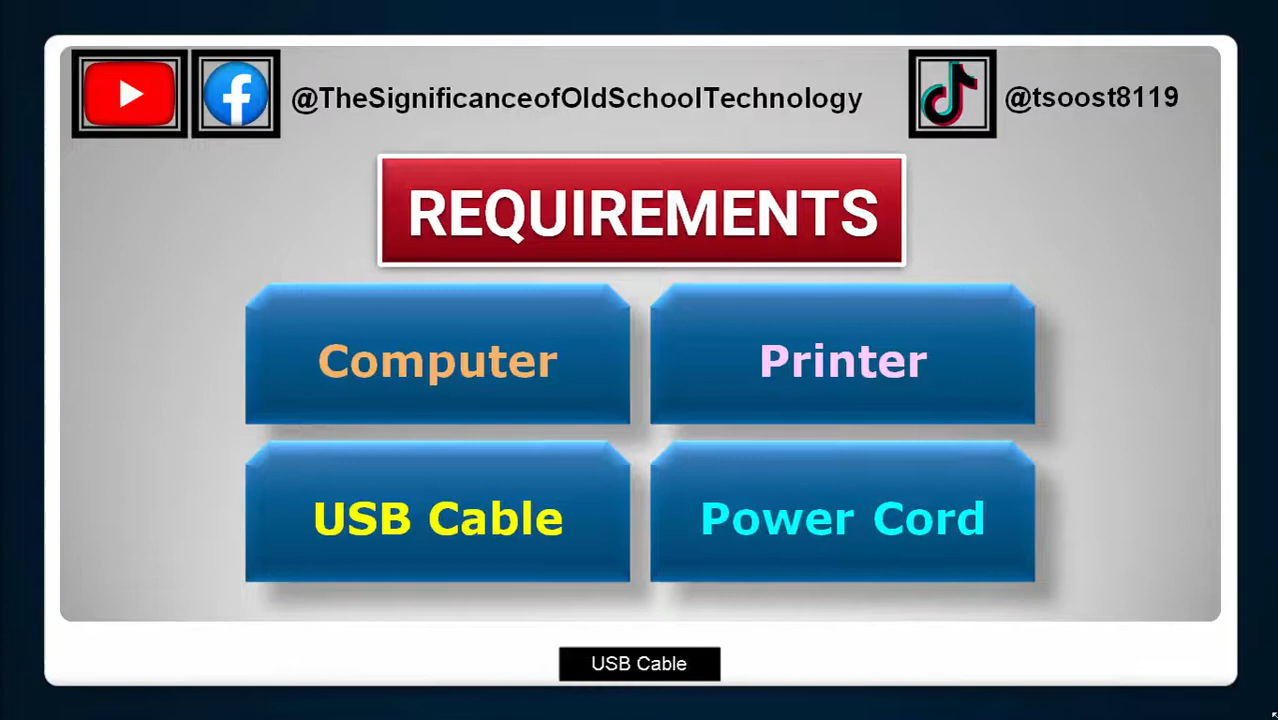 @TheSignificanceofOldSchoolTechnology @tsoost8119
REQUIREMENTS
Computer Printer
USB Cable Power Cord
USB Cable